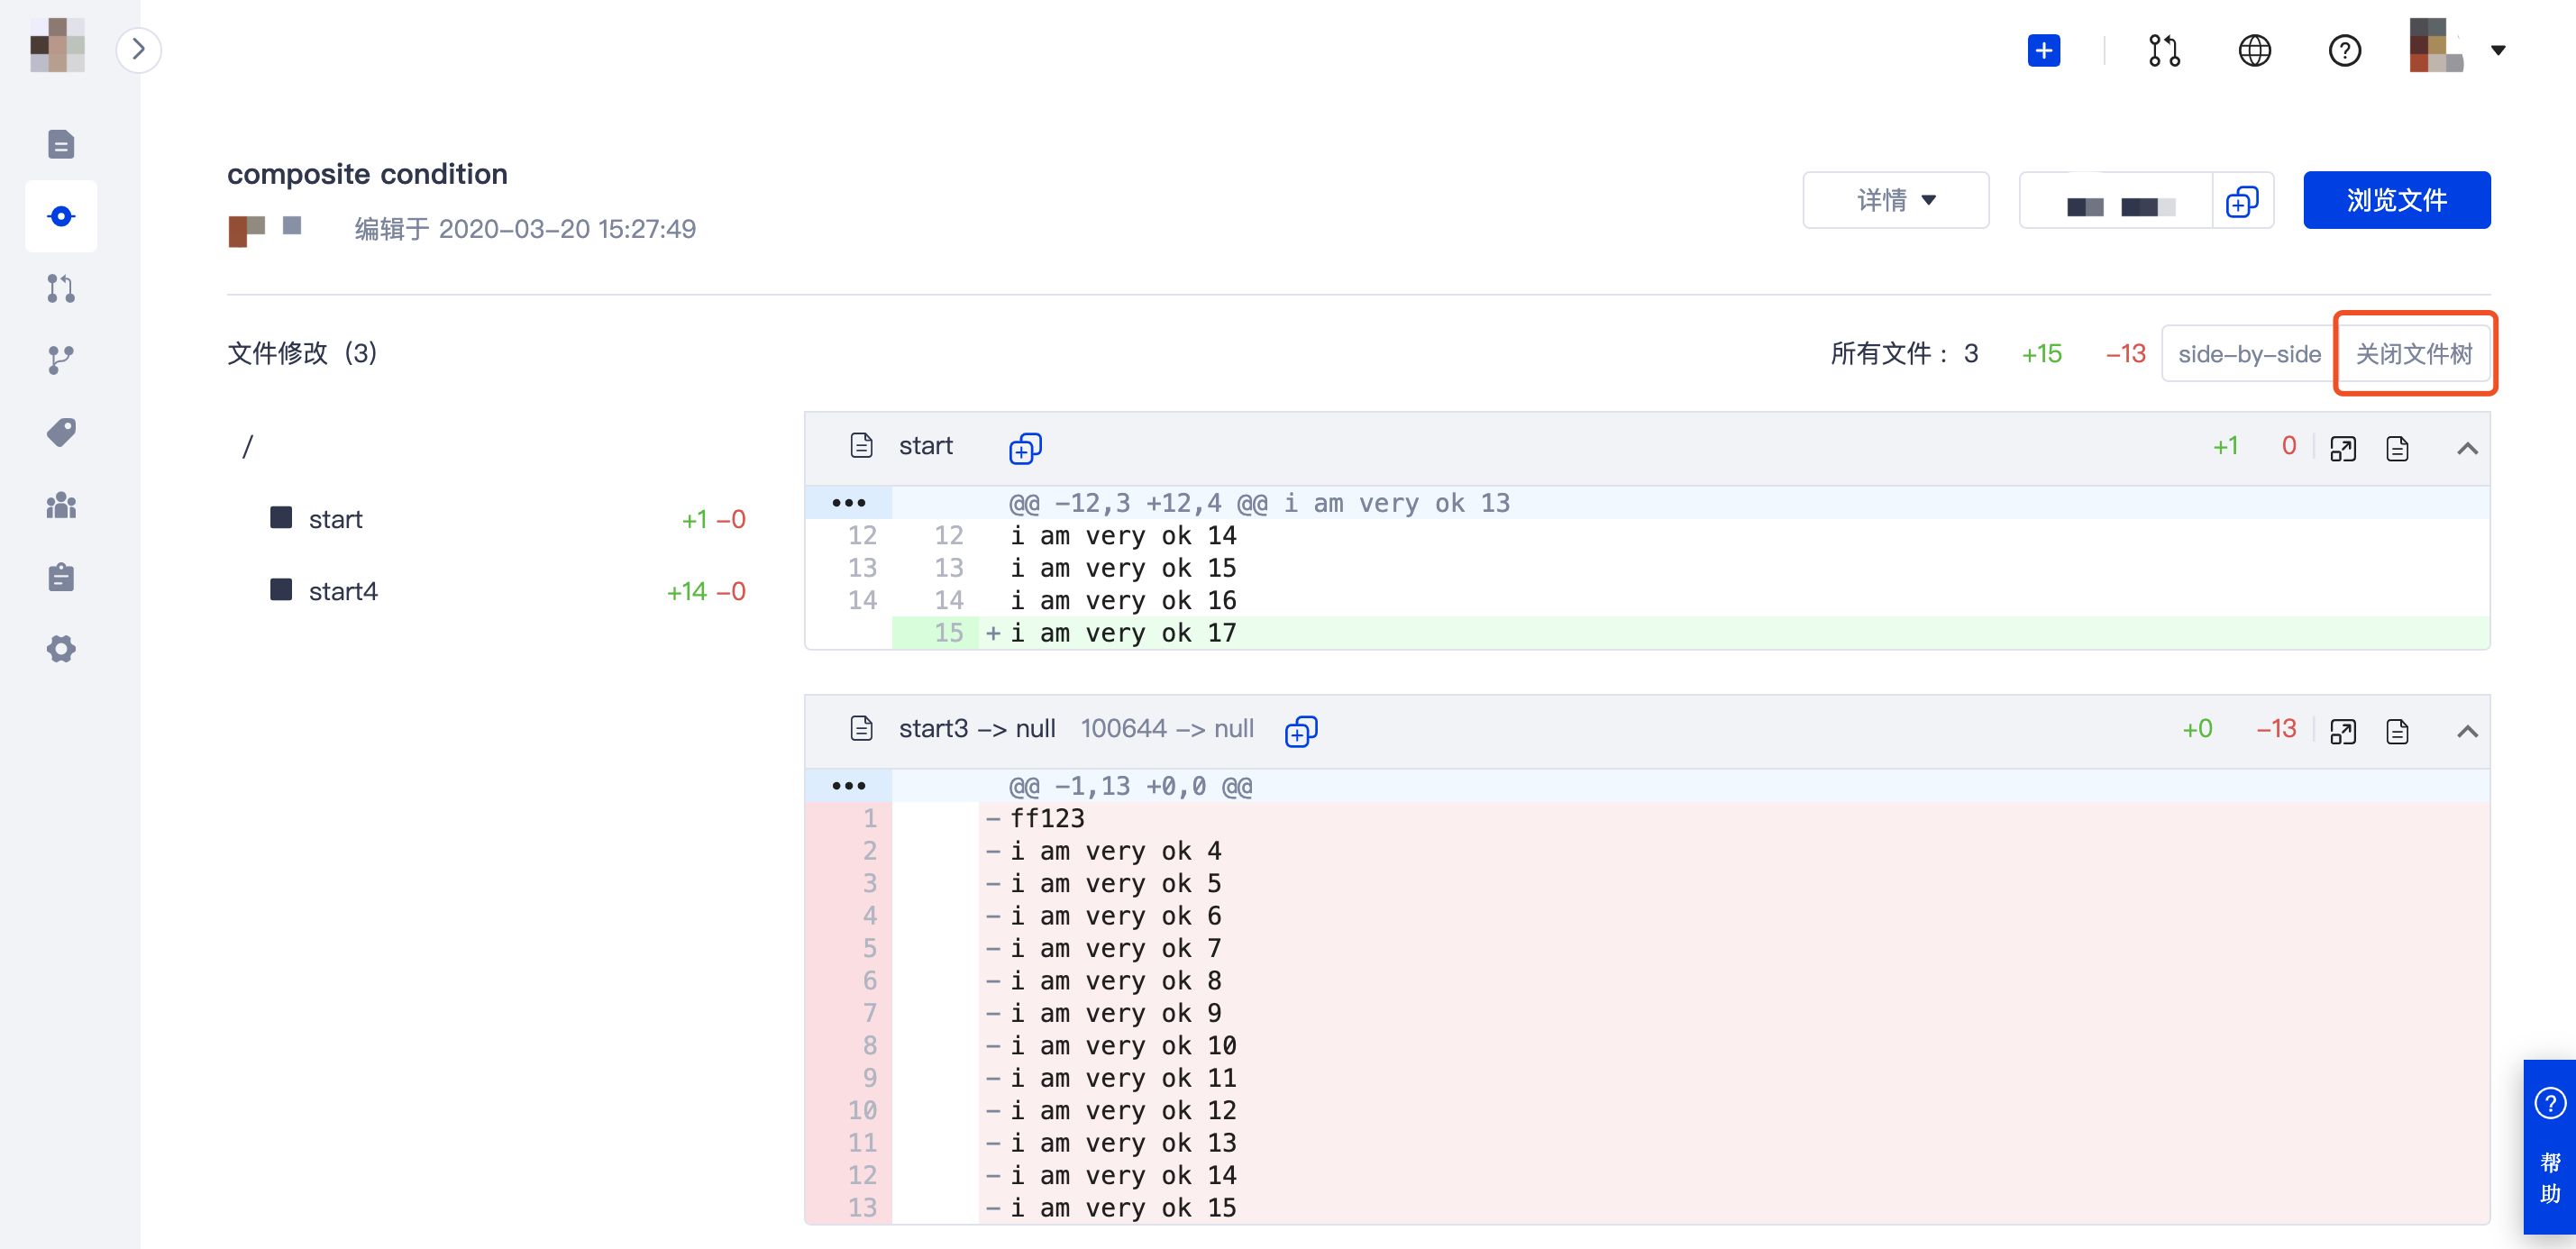 composite condition
编辑于 2020-03-20 15:27:49
详情
浏览文件
文件修改 (3)
所有文件： 3 +15 -13
side-by-side
关闭文件树
/
start +1 -0
start4 +14 -0
start +1 0
@@ -12,3 +12,4 @@ i am very ok 13
12 12 i am very ok 14
13 13 i am very ok 15
14 14 i am very ok 16
15 + i am very ok 17
start3 -> null 100644 -> null +0 -13
@@ -1,13 +0,0 @@
1 - ff123
2 - i am very ok 4
3 - i am very ok 5
4 - i am very ok 6
5 - i am very ok 7
6 - i am very ok 8
7 - i am very ok 9
8 - i am very ok 10
9 - i am very ok 11
10 - i am very ok 12
11 - i am very ok 13
12 - i am very ok 14
13 - i am very ok 15
帮
助